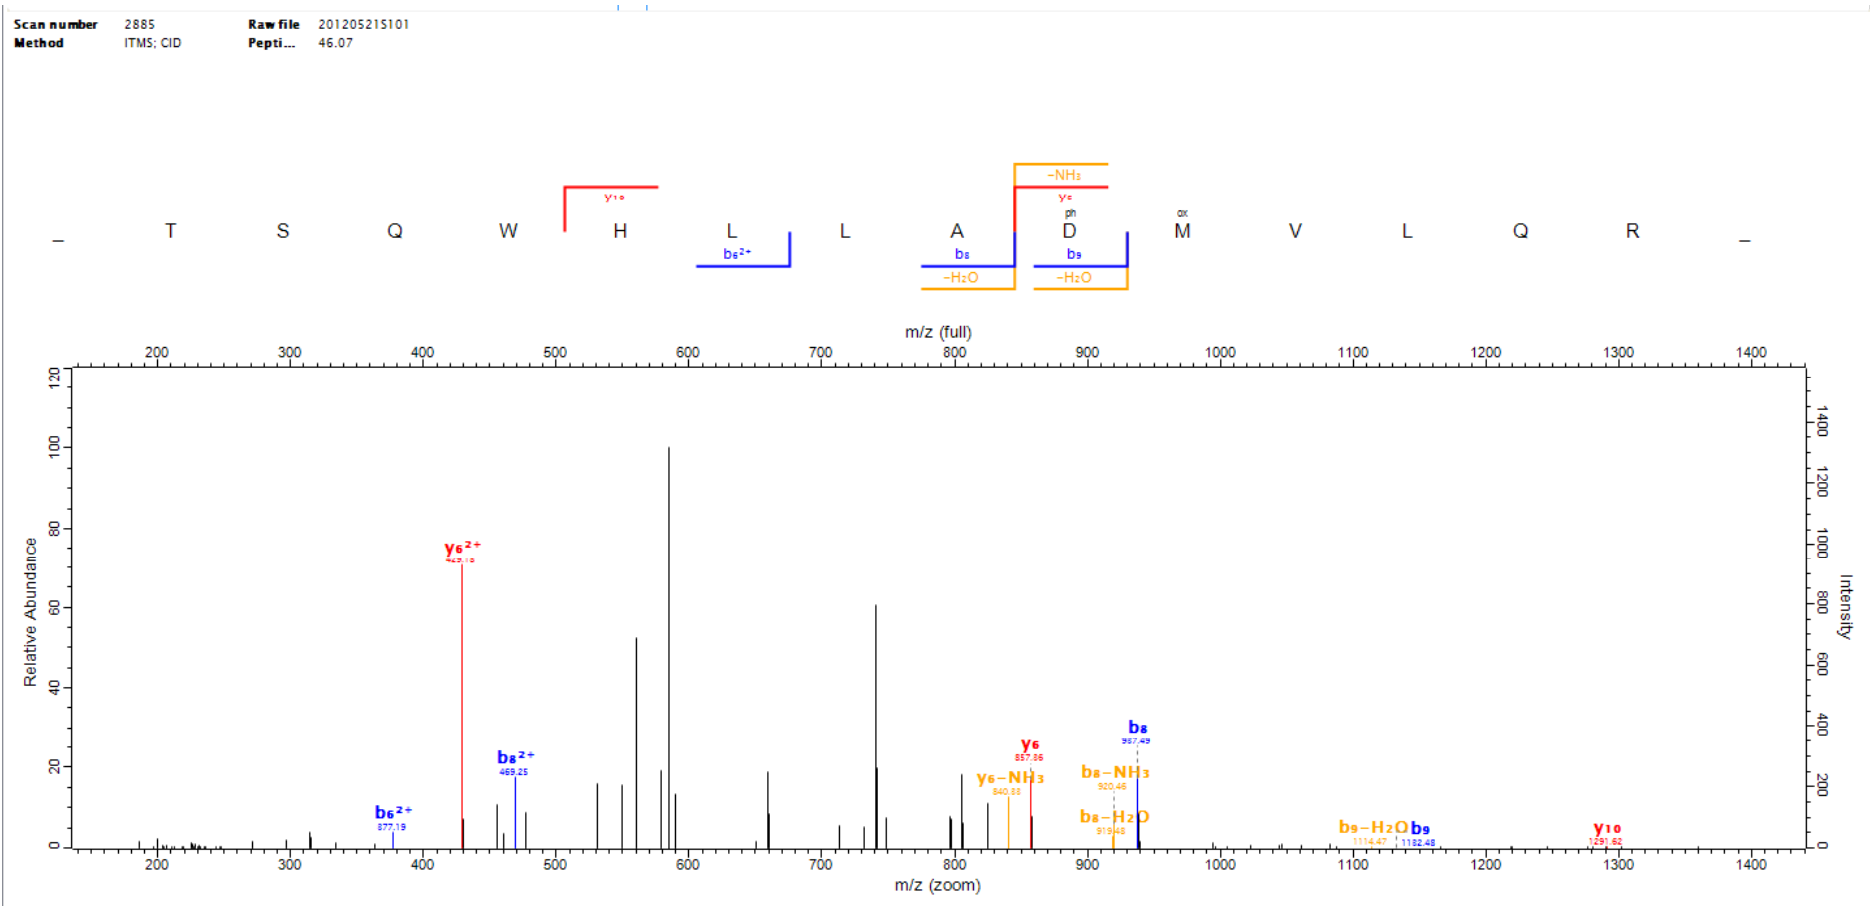 Scan number 2885 Raw file 20120521S101
Method ITMS; CID Pepti... 46.07
−NH₃
y₁₀ y₆
ph ox
_ T S Q W H L L A D M V L Q R _
b₆²⁺ b₈ b₉
−H₂O −H₂O
m/z (full)
200 300 400 500 600 700 800 900 1000 1100 1200 1300 1400
120
100
80
60
40
20
0
Relative Abundance
1400
1200
1000
800
600
400
200
0
Intensity
y₆²⁺
429.18
b₈
937.49
y₆
857.36
b₈²⁺
469.25
b₈−NH₃
920.46
y₆−NH₃
840.33
b₆²⁺
b₈−H₂O
919.48
b₉−H₂O b₉ y₁₀
1114.47 1132.48 1291.62
200 300 400 500 600 700 800 900 1000 1100 1200 1300 1400
m/z (zoom)